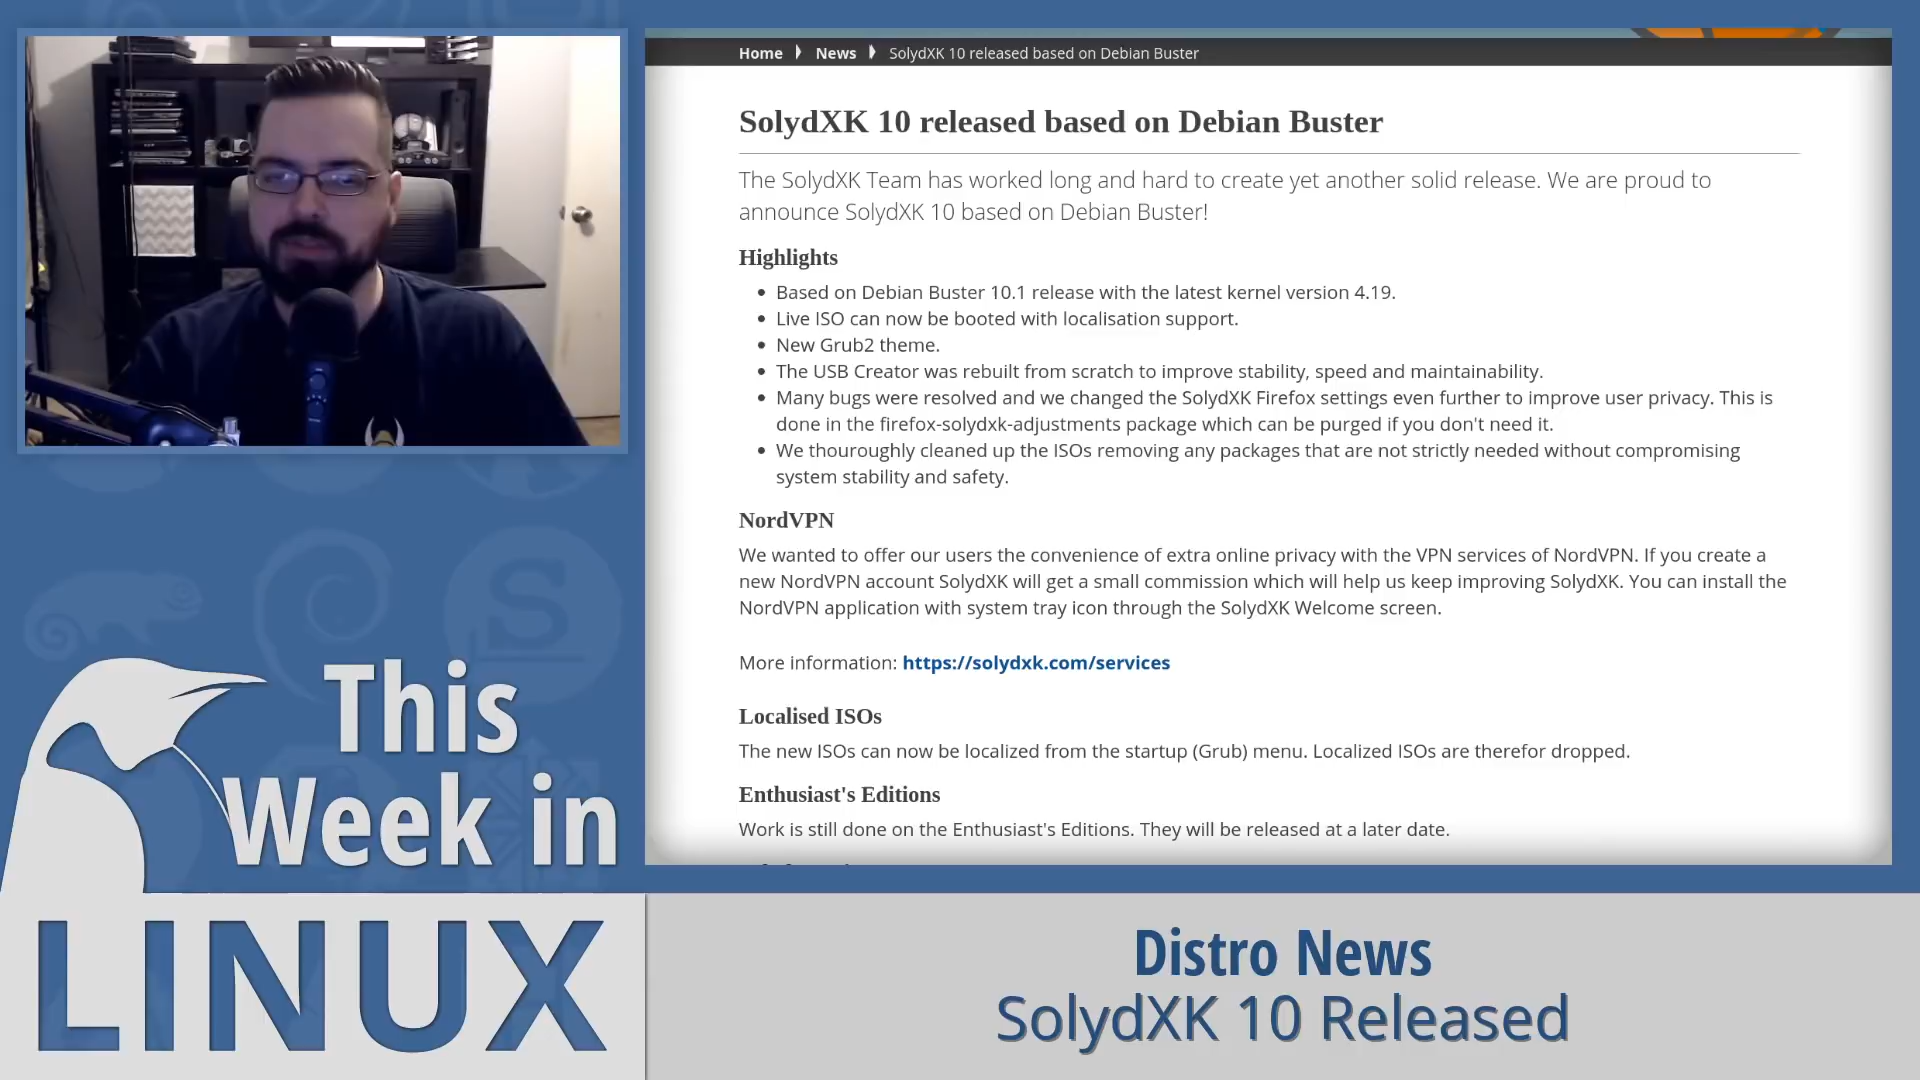 Home News SolydXK 10 released based on Debian Buster
SolydXK 10 released based on Debian Buster
The SolydXK Team has worked long and hard to create yet another solid release. We are proud to
announce SolydXK 10 based on Debian Buster!
Highlights
• Based on Debian Buster 10.1 release with the latest kernel version 4.19.
• Live ISO can now be booted with localisation support.
• New Grub2 theme.
• The USB Creator was rebuilt from scratch to improve stability, speed and maintainability.
• Many bugs were resolved and we changed the SolydXK Firefox settings even further to improve user privacy. This is
done in the firefox-solydxk-adjustments package which can be purged if you don't need it.
• We thouroughly cleaned up the ISOs removing any packages that are not strictly needed without compromising
system stability and safety.
NordVPN
We wanted to offer our users the convenience of extra online privacy with the VPN services of NordVPN. If you create a
new NordVPN account SolydXK will get a small commission which will help us keep improving SolydXK. You can install the
NordVPN application with system tray icon through the SolydXK Welcome screen.
More information: https://solydxk.com/services
Localised ISOs
The new ISOs can now be localized from the startup (Grub) menu. Localized ISOs are therefor dropped.
Enthusiast's Editions
Work is still done on the Enthusiast's Editions. They will be released at a later date.
This
Week in
LINUX
Distro News
SolydXK 10 Released